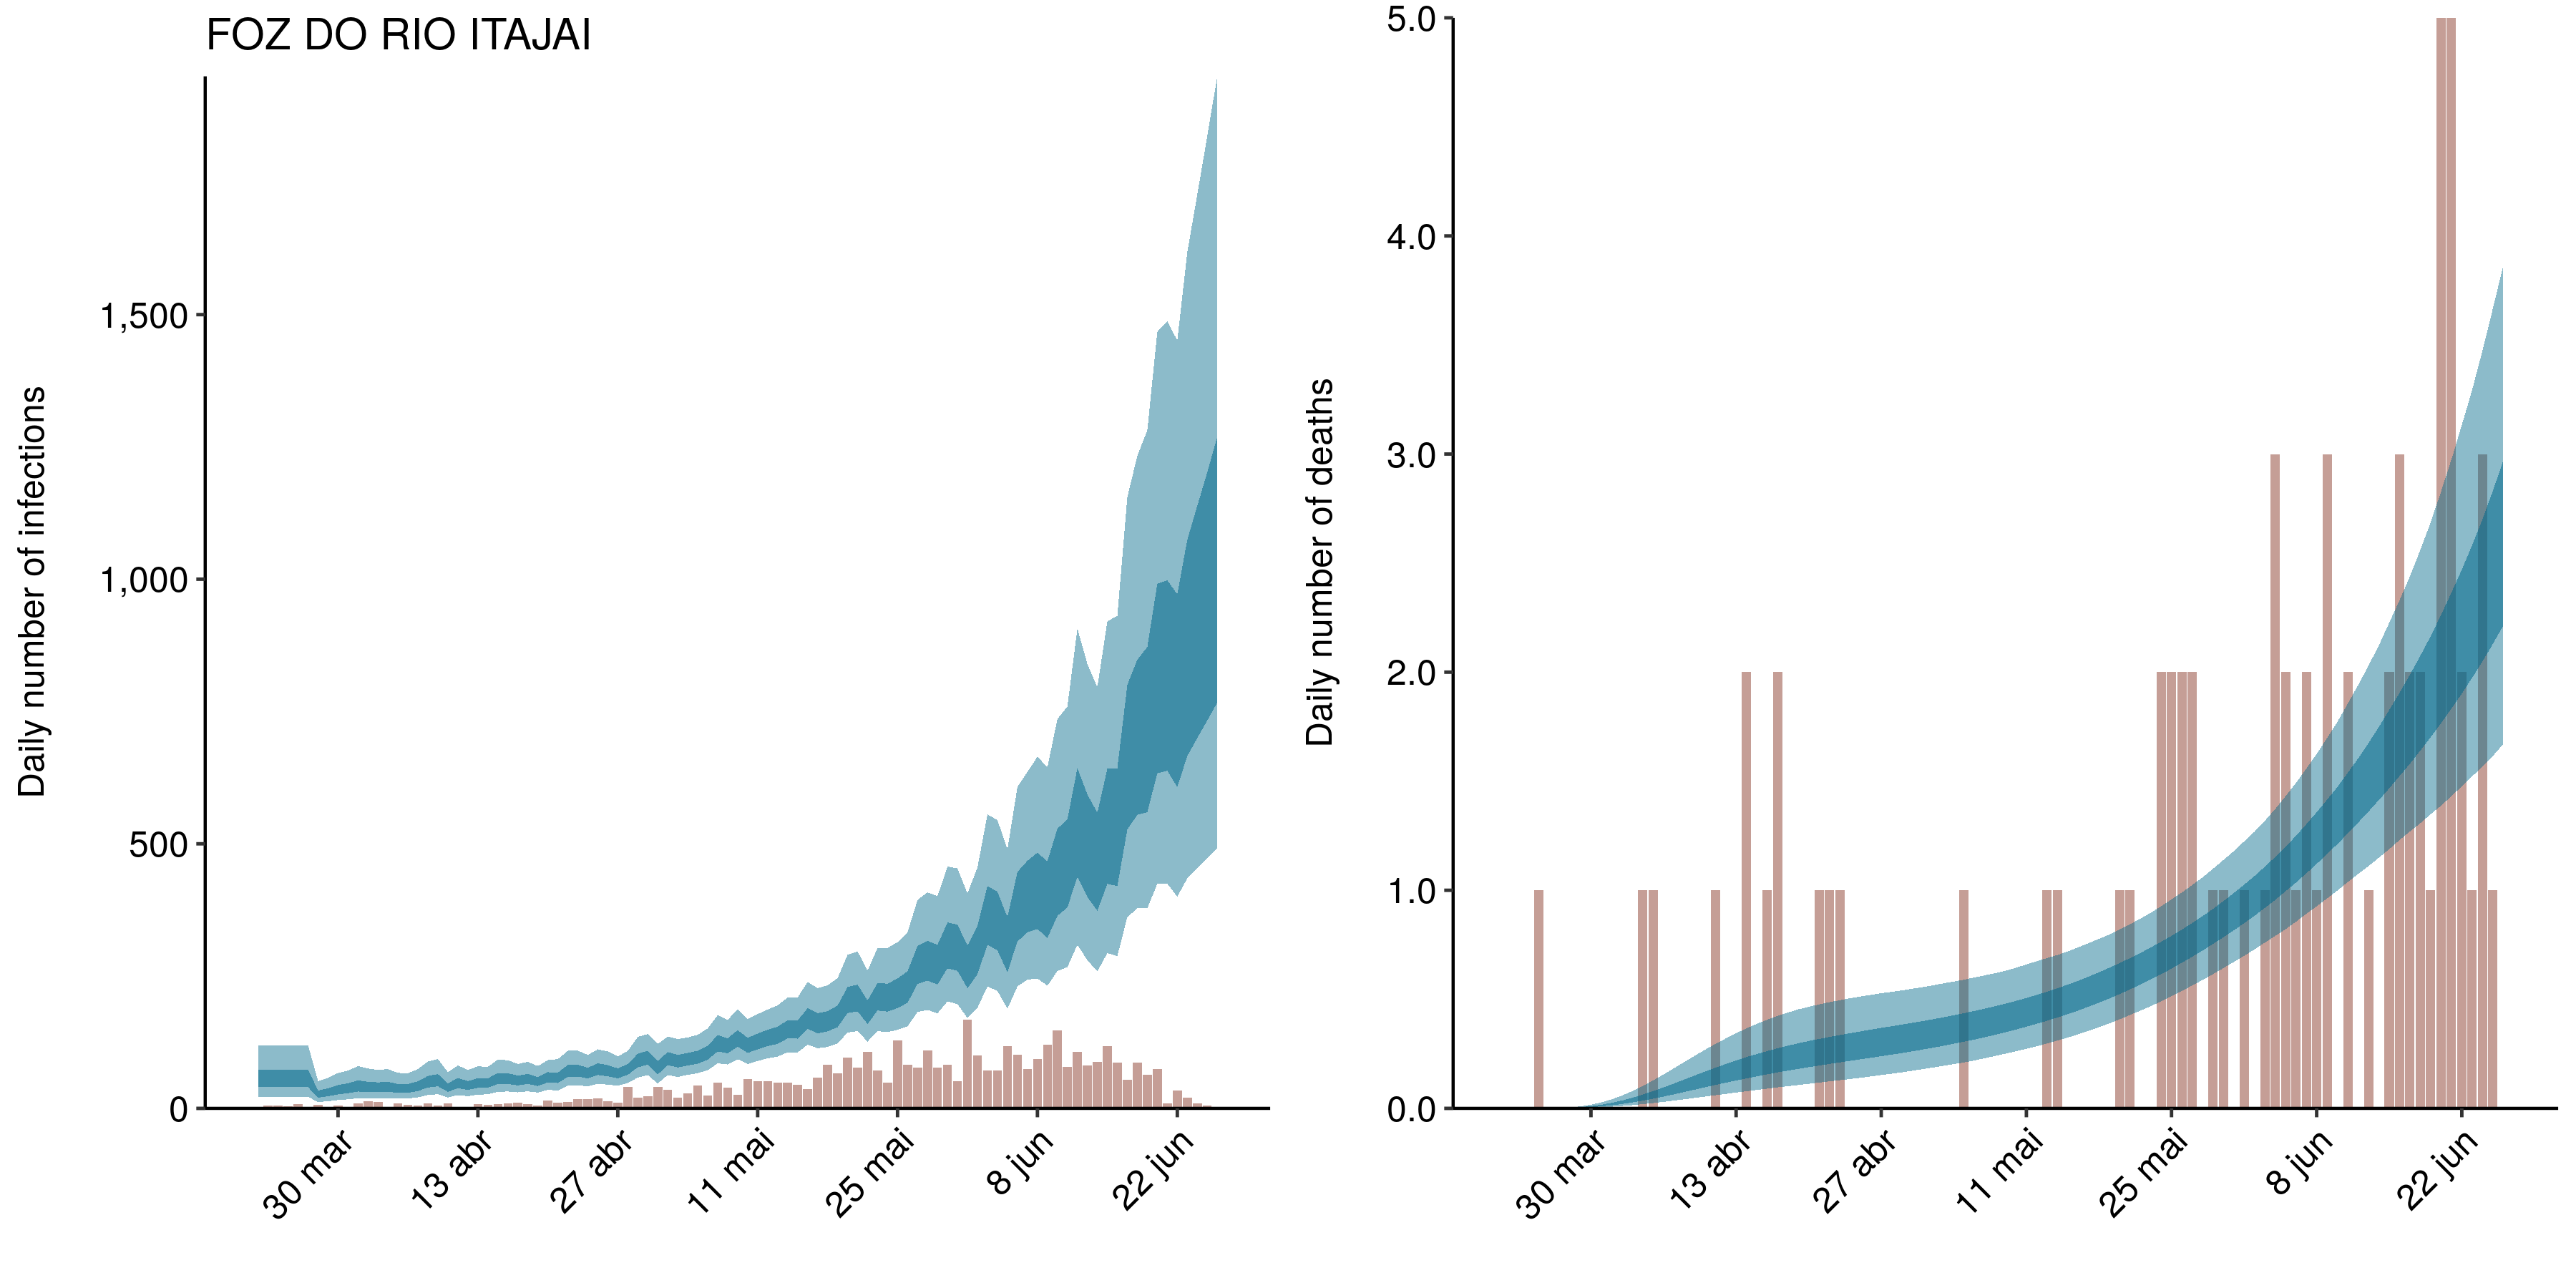 FOZ DO RIO ITAJAI
Daily number of infections
1,500
1,000
500
0
30 mar
13 abr
27 abr
11 mai
25 mai
8 jun
22 jun
Daily number of deaths
5.0
4.0
3.0
2.0
1.0
0.0
30 mar
13 abr
27 abr
11 mai
25 mai
8 jun
22 jun